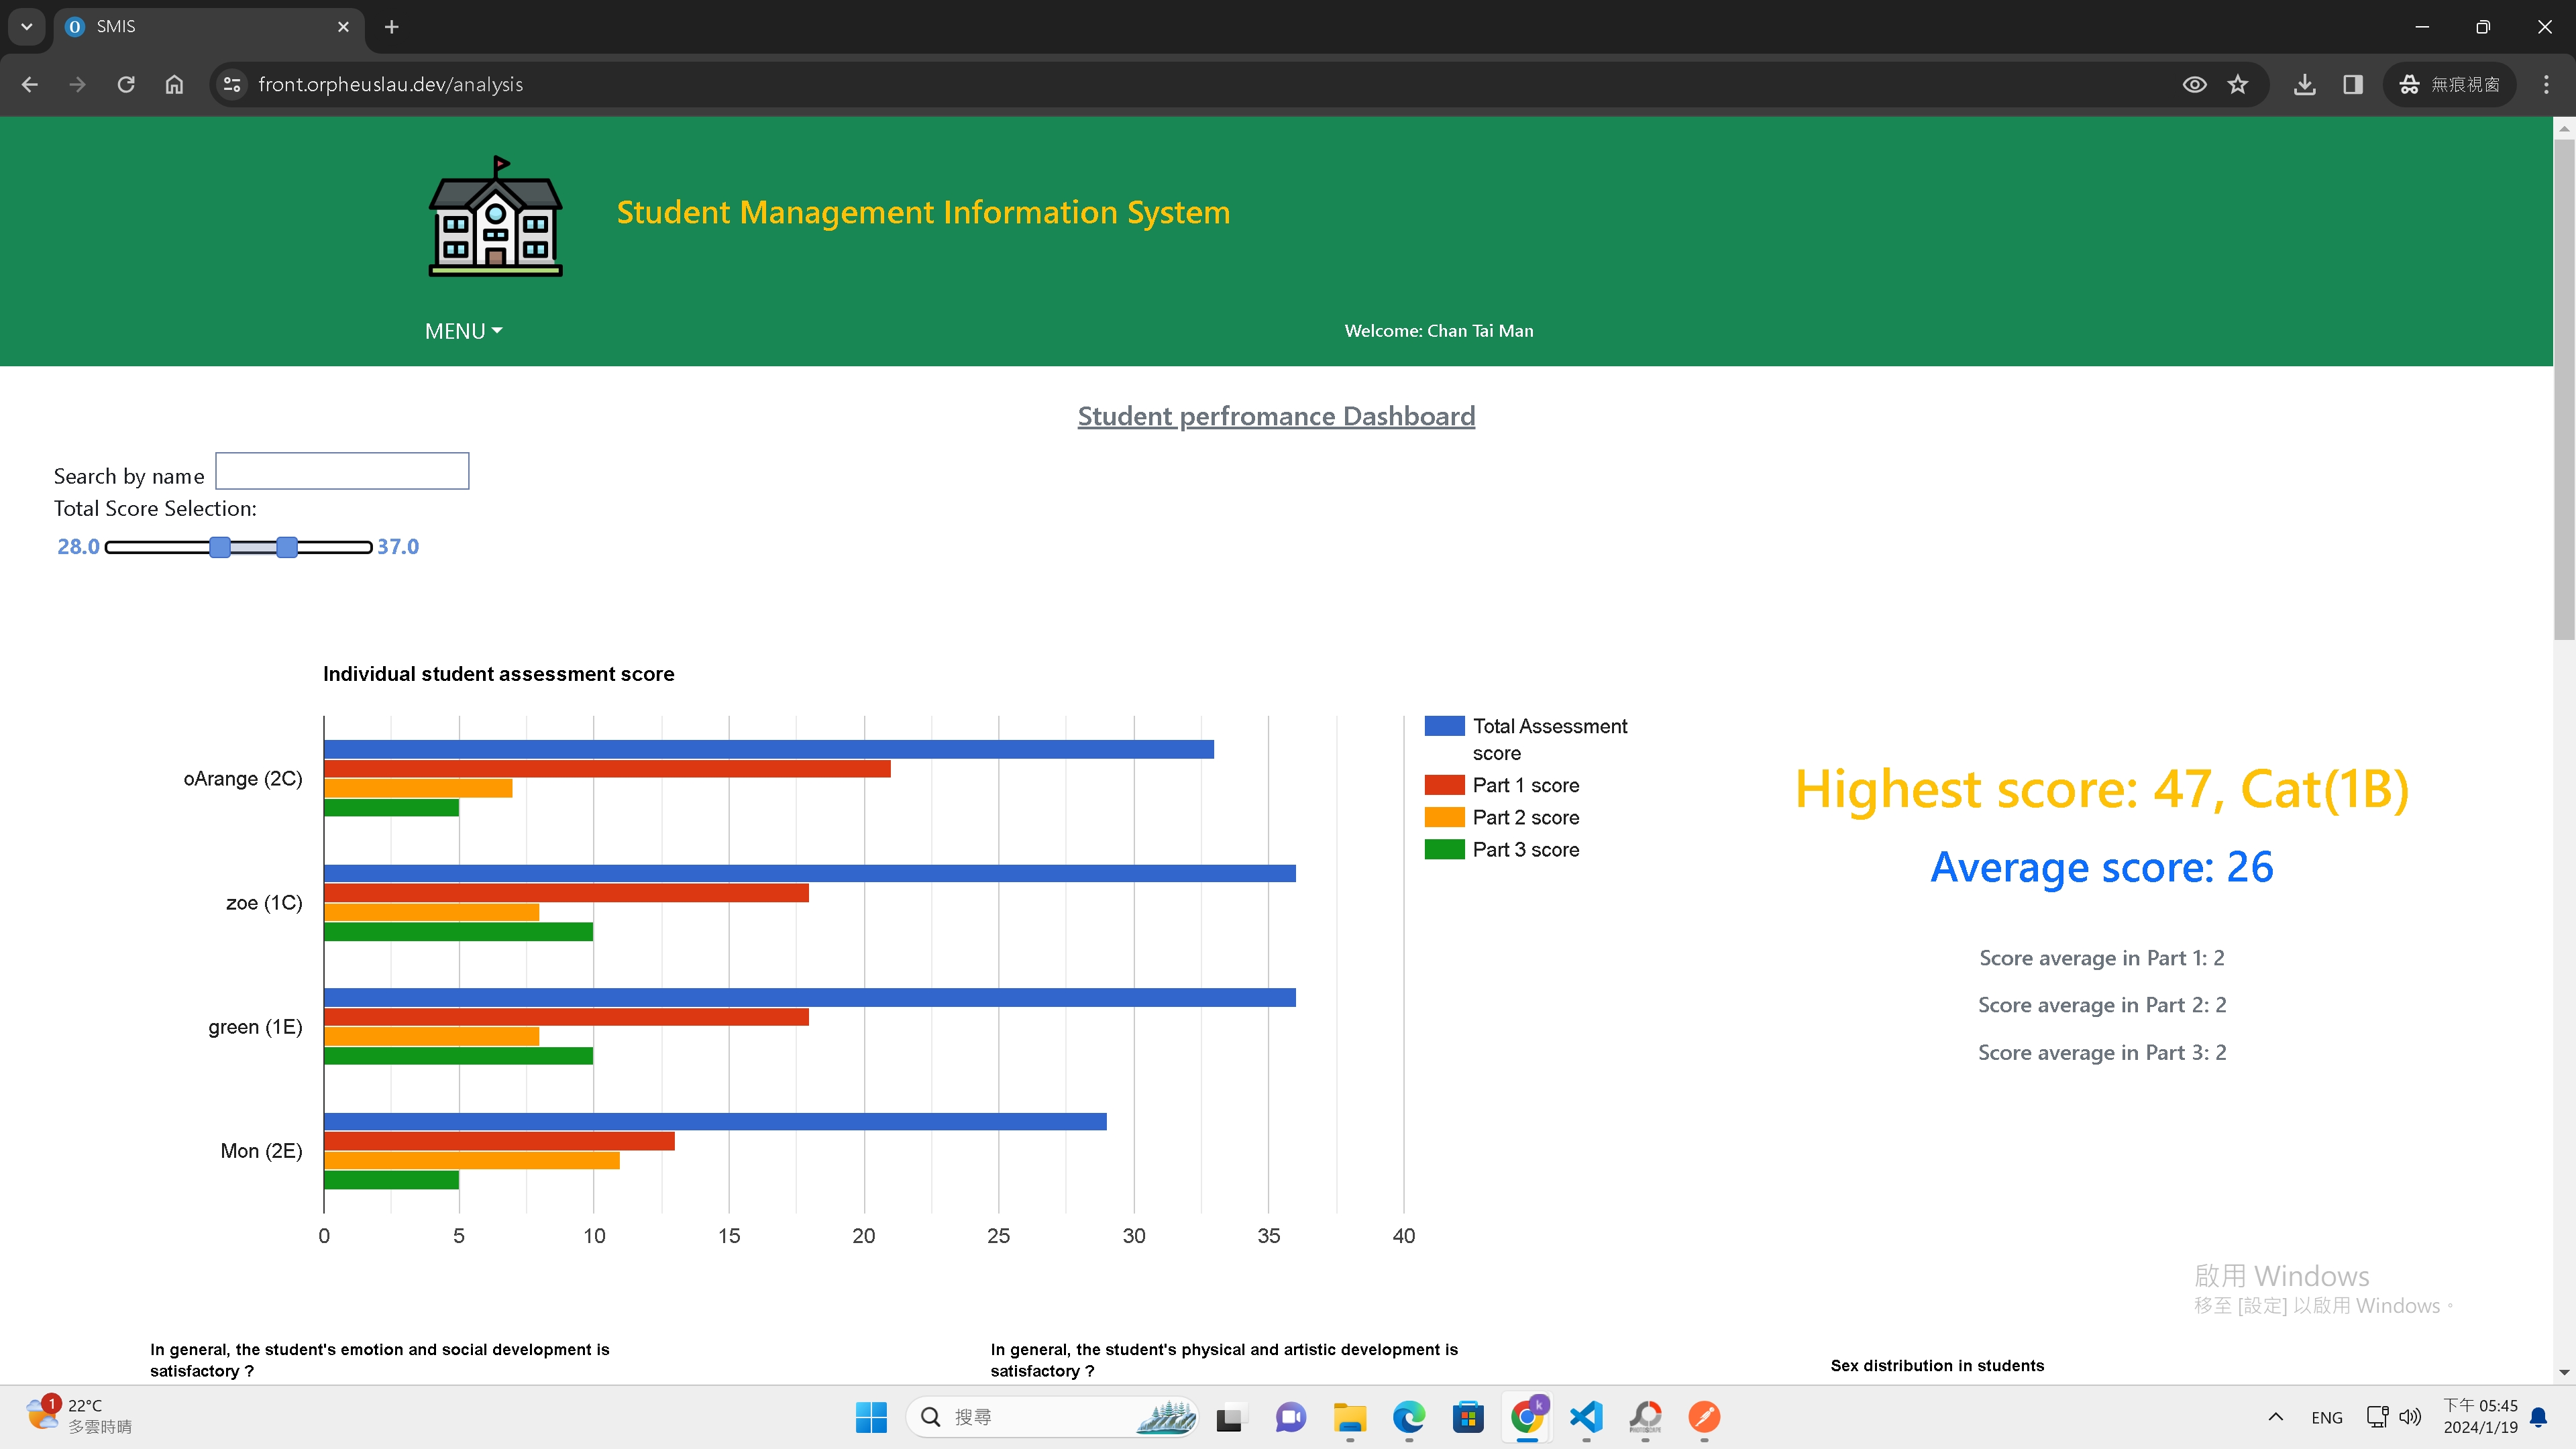 SMIS
front.orpheuslau.dev/analysis
無痕視窗
Student Management Information System
MENU
Welcome: Chan Tai Man
Student perfromance Dashboard
Search by name
Total Score Selection:
28.0 37.0
Individual student assessment score
oArange (2C)
zoe (1C)
green (1E)
Mon (2E)
0 5 10 15 20 25 30 35 40
Total Assessment
score
Part 1 score
Part 2 score
Part 3 score
Highest score: 47, Cat(1B)
Average score: 26
Score average in Part 1: 2
Score average in Part 2: 2
Score average in Part 3: 2
啟用 Windows
移至 [設定] 以啟用 Windows。
In general, the student's emotion and social development is
satisfactory ?
In general, the student's physical and artistic development is
satisfactory ?
Sex distribution in students
1
22°C
多雲時晴
搜尋
k
ENG
下午 05:45
2024/1/19